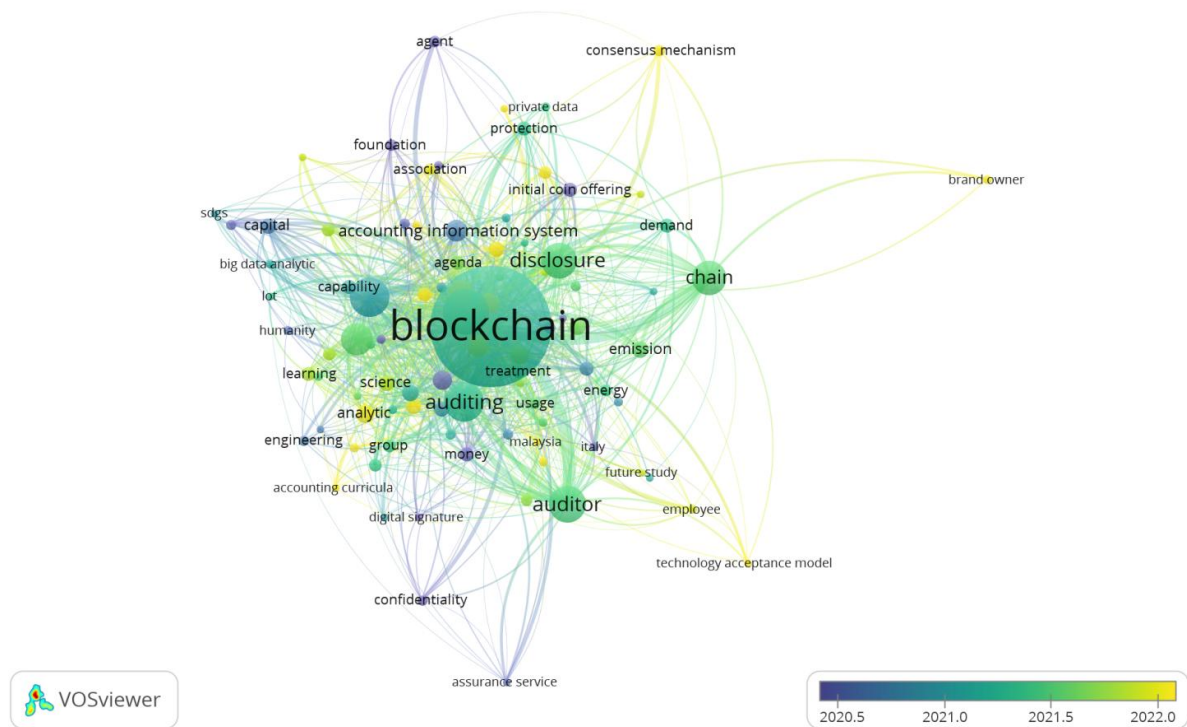 agent
consensus mechanism
private data
protection
foundation
association
brand owner
initial coin offering
sdgs
capital
demand
accounting information system
disclosure
agenda
big data analytic
chain
capability
lot
blockchain
humanity
emission
treatment
learning
science
energy
auditing
usage
analytic
engineering
group
malaysia
italy
money
future study
accounting curricula
auditor
employee
digital signature
technology acceptance model
confidentiality
assurance service
VOSviewer
2020.5 2021.0 2021.5 2022.0